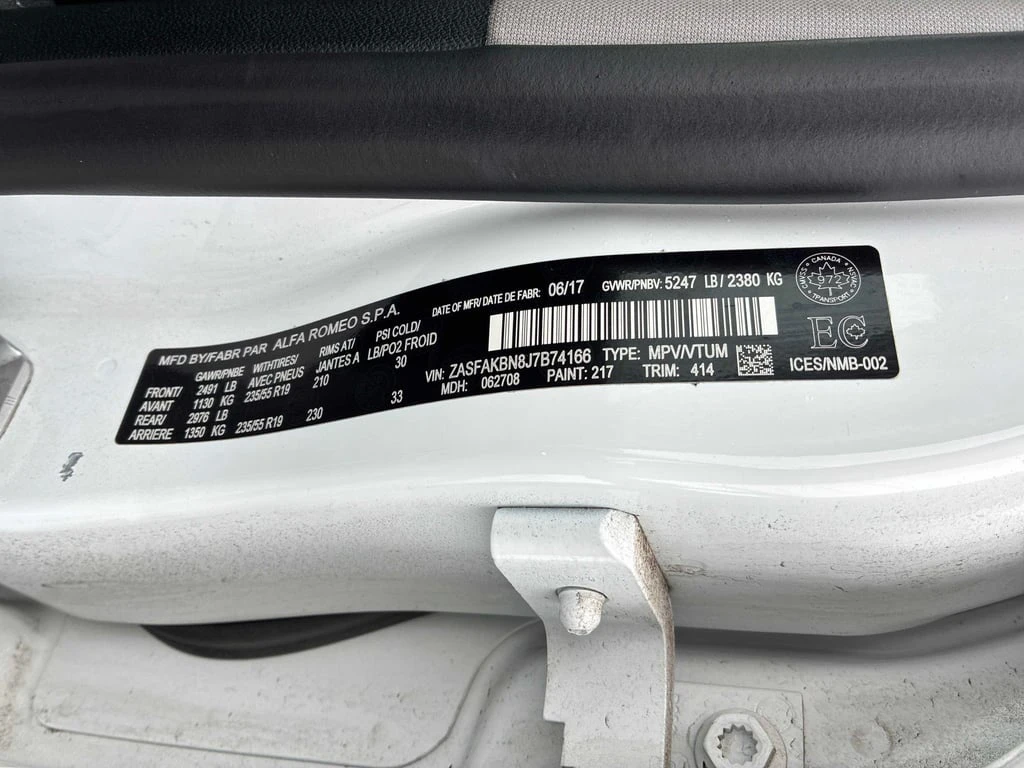 MFD BY/FABR PAR ALFA ROMEO S.P.A.
DATE OF MFR/DATE DE FABR: 06/17 GVWR/PNBV: 5247 LB / 2380 KG
GAWR/PNBE WITH TIRES/ RIMS AT/ PSI COLD/
AVEC PNEUS JANTES A LB/PO2 FROID
FRONT/ 2491 LB
AVANT 1130 KG 235/55 R19 210 30
REAR/ 2976 LB
ARRIERE 1350 KG 235/55 R19 230 33
VIN: ZASFAKBN8J7B74166 TYPE: MPV/VTUM
MDH: 062708 PAINT: 217 TRIM: 414
CANADA
972
TRANSPORT
CMVSS
NSVAC
EC
ICES/NMB-002